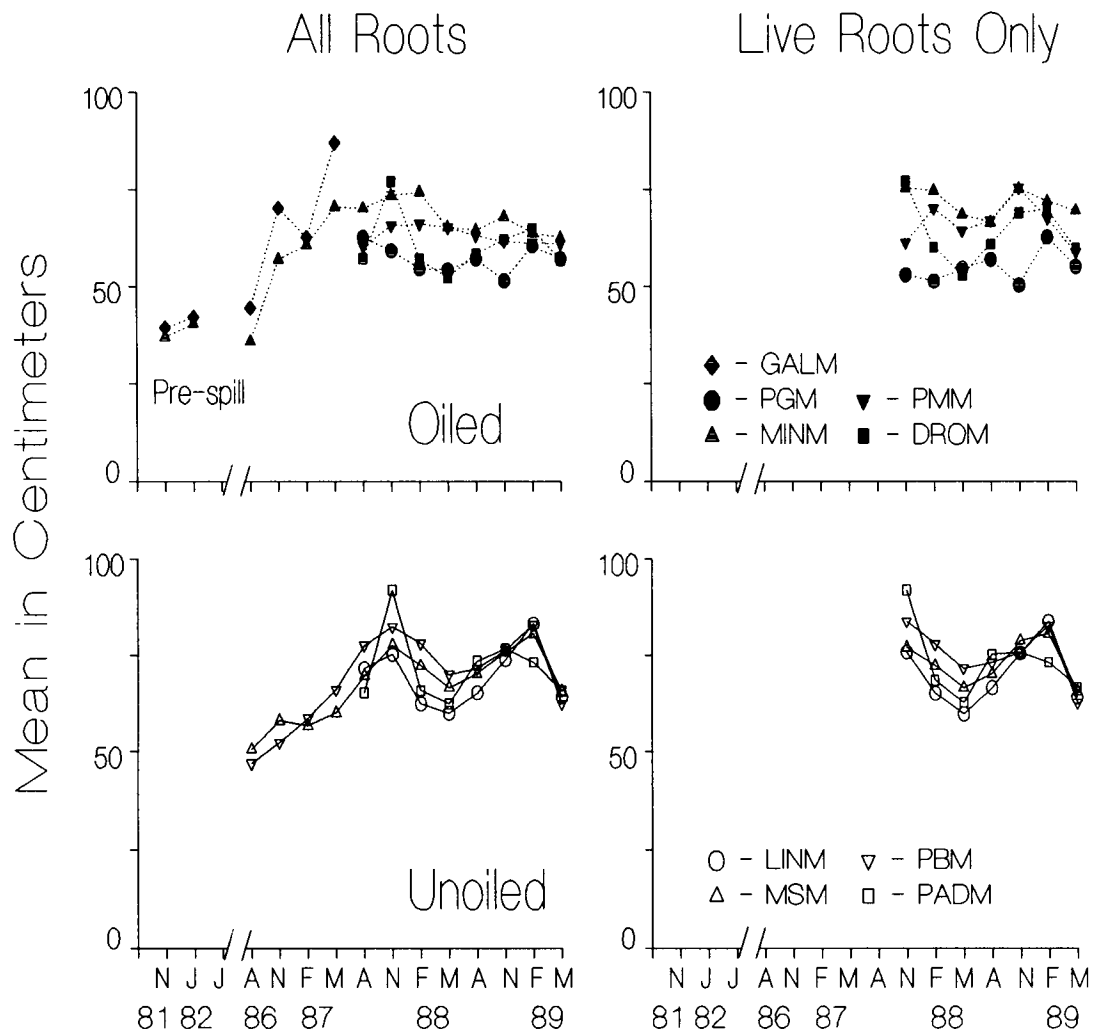 All Roots
Live Roots Only
Mean in Centimeters
100
50
0
Pre-spill
Oiled
100
50
0
GALM
PGM
PMM
MINM
DROM
100
50
0
Unoiled
N J J A N F M A N F M A N F M
81 82 86 87 88 89
100
50
0
LINM
PBM
MSM
PADM
N J J A N F M A N F M A N F M
81 82 86 87 88 89